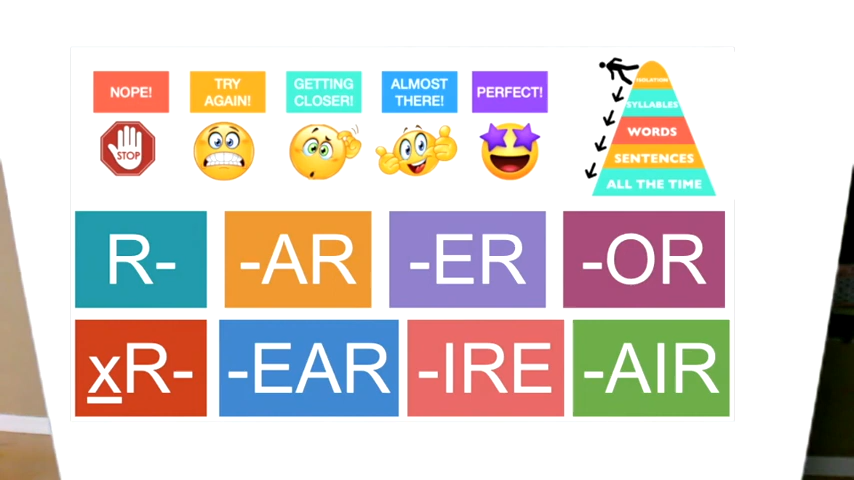 NOPE!
TRY
AGAIN!
GETTING
CLOSER!
ALMOST
THERE!
PERFECT!
STOP
ISOLATION
SYLLABLES
WORDS
SENTENCES
ALL THE TIME
R-
-AR
-ER
-OR
xR-
-EAR
-IRE
-AIR